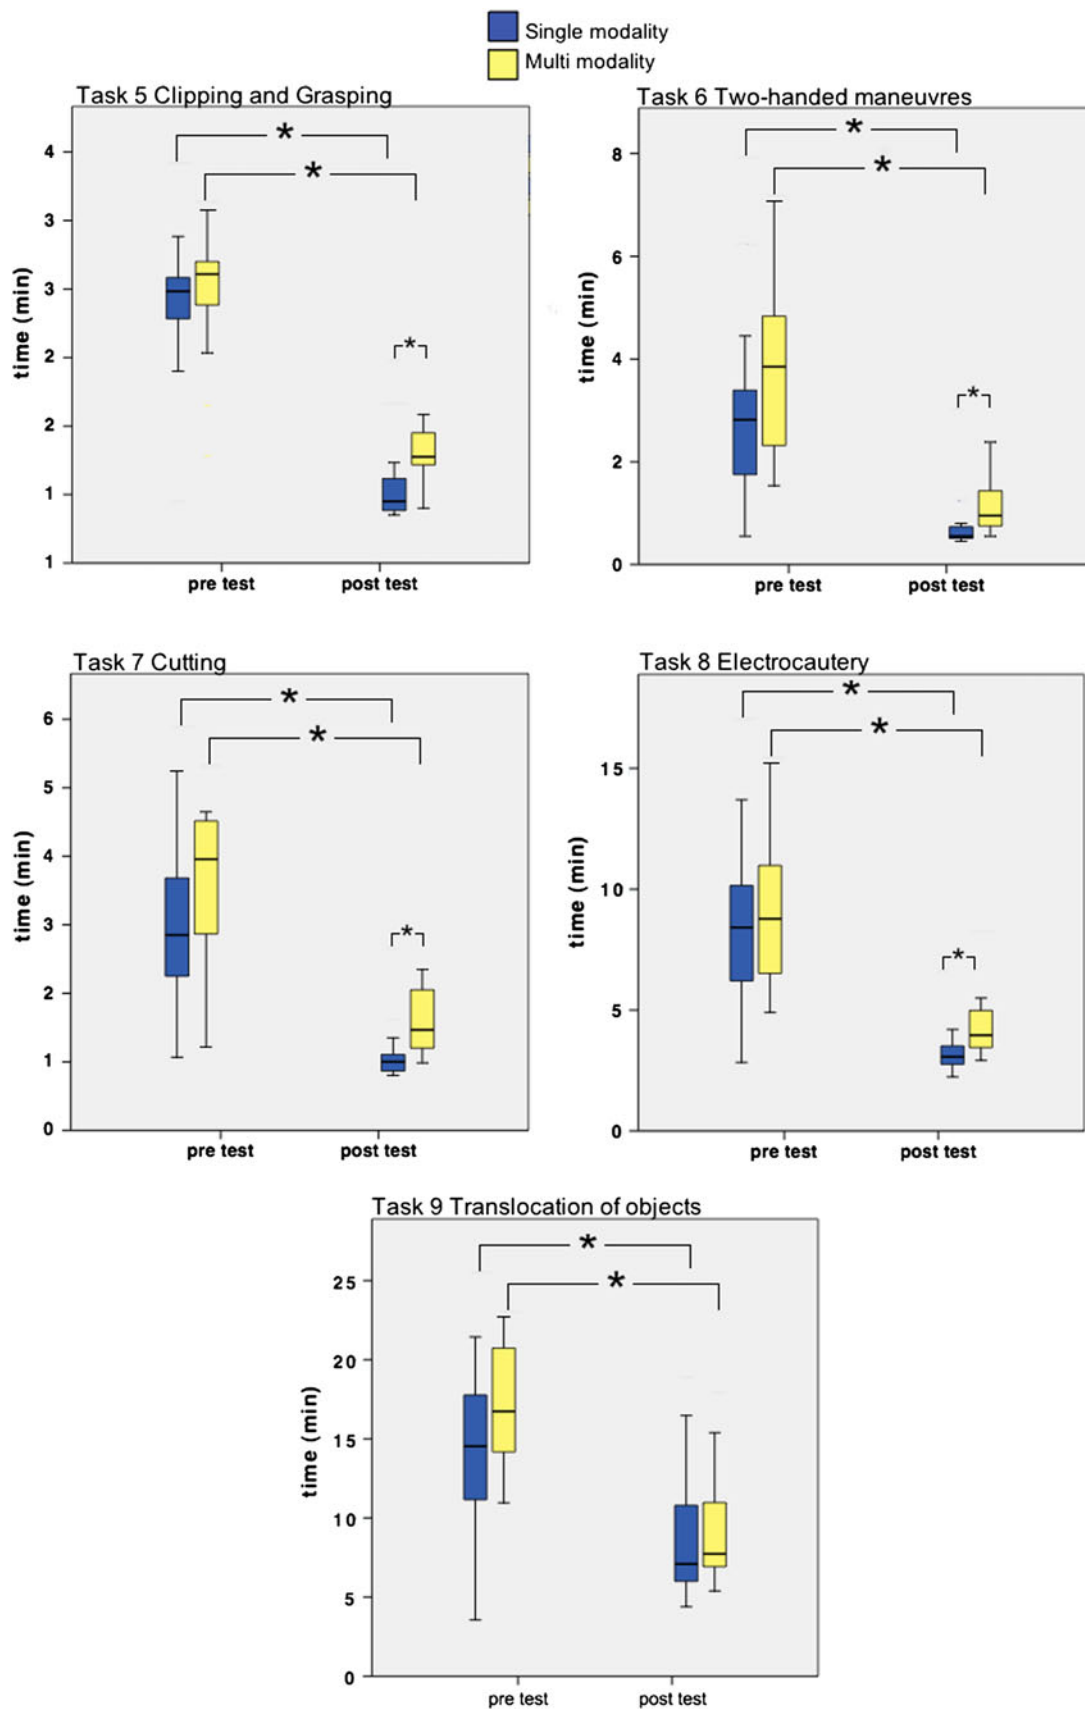 Single modality
Multi modality
Task 5 Clipping and Grasping
*
*
4
3
3
2
2
1
1
time (min)
*
pre test
post test
Task 6 Two-handed maneuvres
*
*
8
6
4
2
0
time (min)
*
pre test
post test
Task 7 Cutting
*
*
6
5
4
3
2
1
0
time (min)
*
pre test
post test
Task 8 Electrocautery
*
*
15
10
5
0
time (min)
*
pre test
post test
Task 9 Translocation of objects
*
*
25
20
15
10
5
0
time (min)
pre test
post test